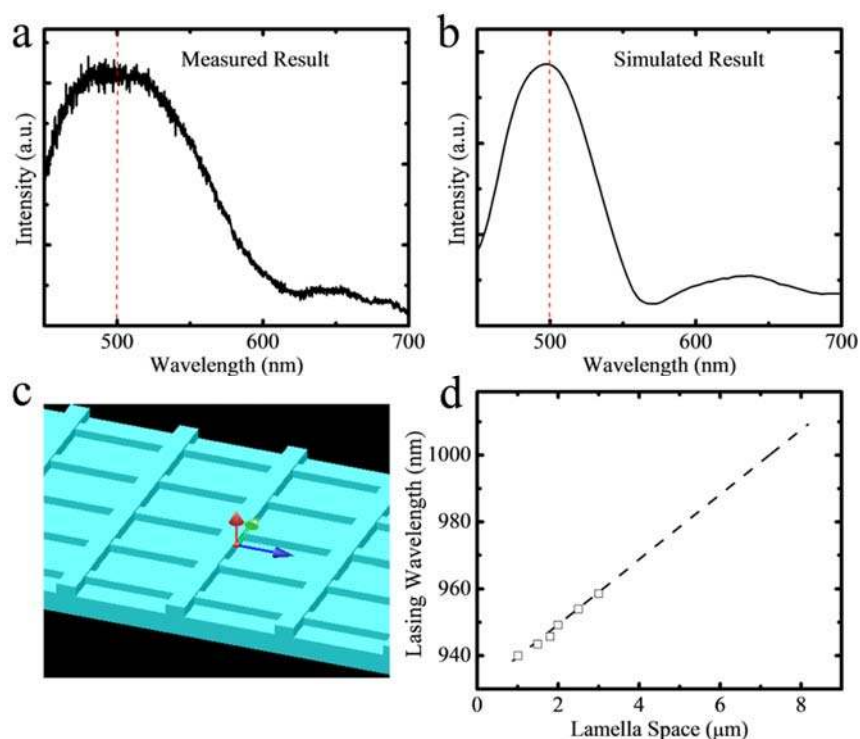 a
Measured Result
Intensity (a.u.)
500
600
700
Wavelength (nm)
b
Simulated Result
Intensity (a.u.)
500
600
700
Wavelength (nm)
c
d
Lasing Wavelength (nm)
1000
980
960
940
0
2
4
6
8
Lamella Space (μm)